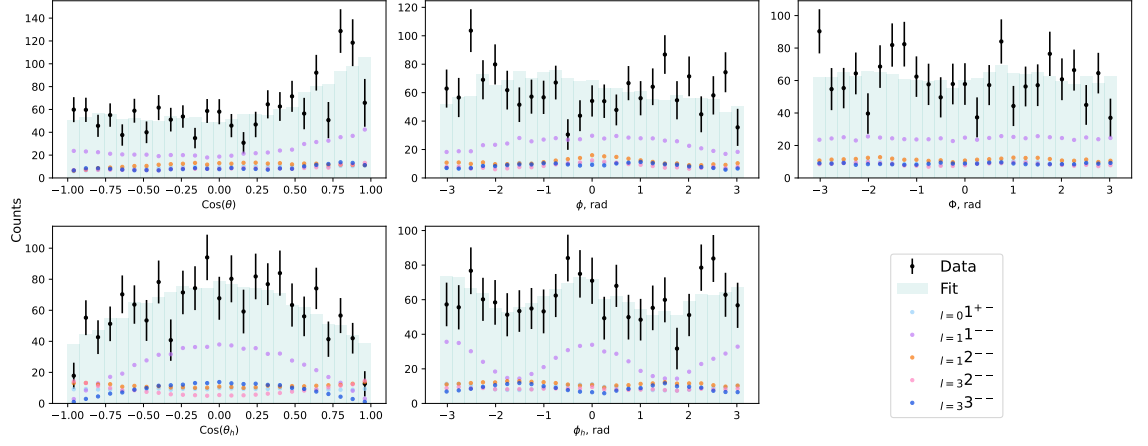 140
120
100
80
60
40
20
0
−1.00 −0.75 −0.50 −0.25 0.00 0.25 0.50 0.75 1.00
Cos(θ)
120
100
80
60
40
20
0
−3 −2 −1 0 1 2 3
ϕ, rad
100
80
60
40
20
0
−3 −2 −1 0 1 2 3
Φ, rad
Counts
100
80
60
40
20
0
−1.00 −0.75 −0.50 −0.25 0.00 0.25 0.50 0.75 1.00
Cos(θ_h)
100
80
60
40
20
0
−3 −2 −1 0 1 2 3
ϕ_h, rad
Data
Fit
l=0 1⁺⁻
l=1 1⁻⁻
l=1 2⁻⁻
l=3 2⁻⁻
l=3 3⁻⁻